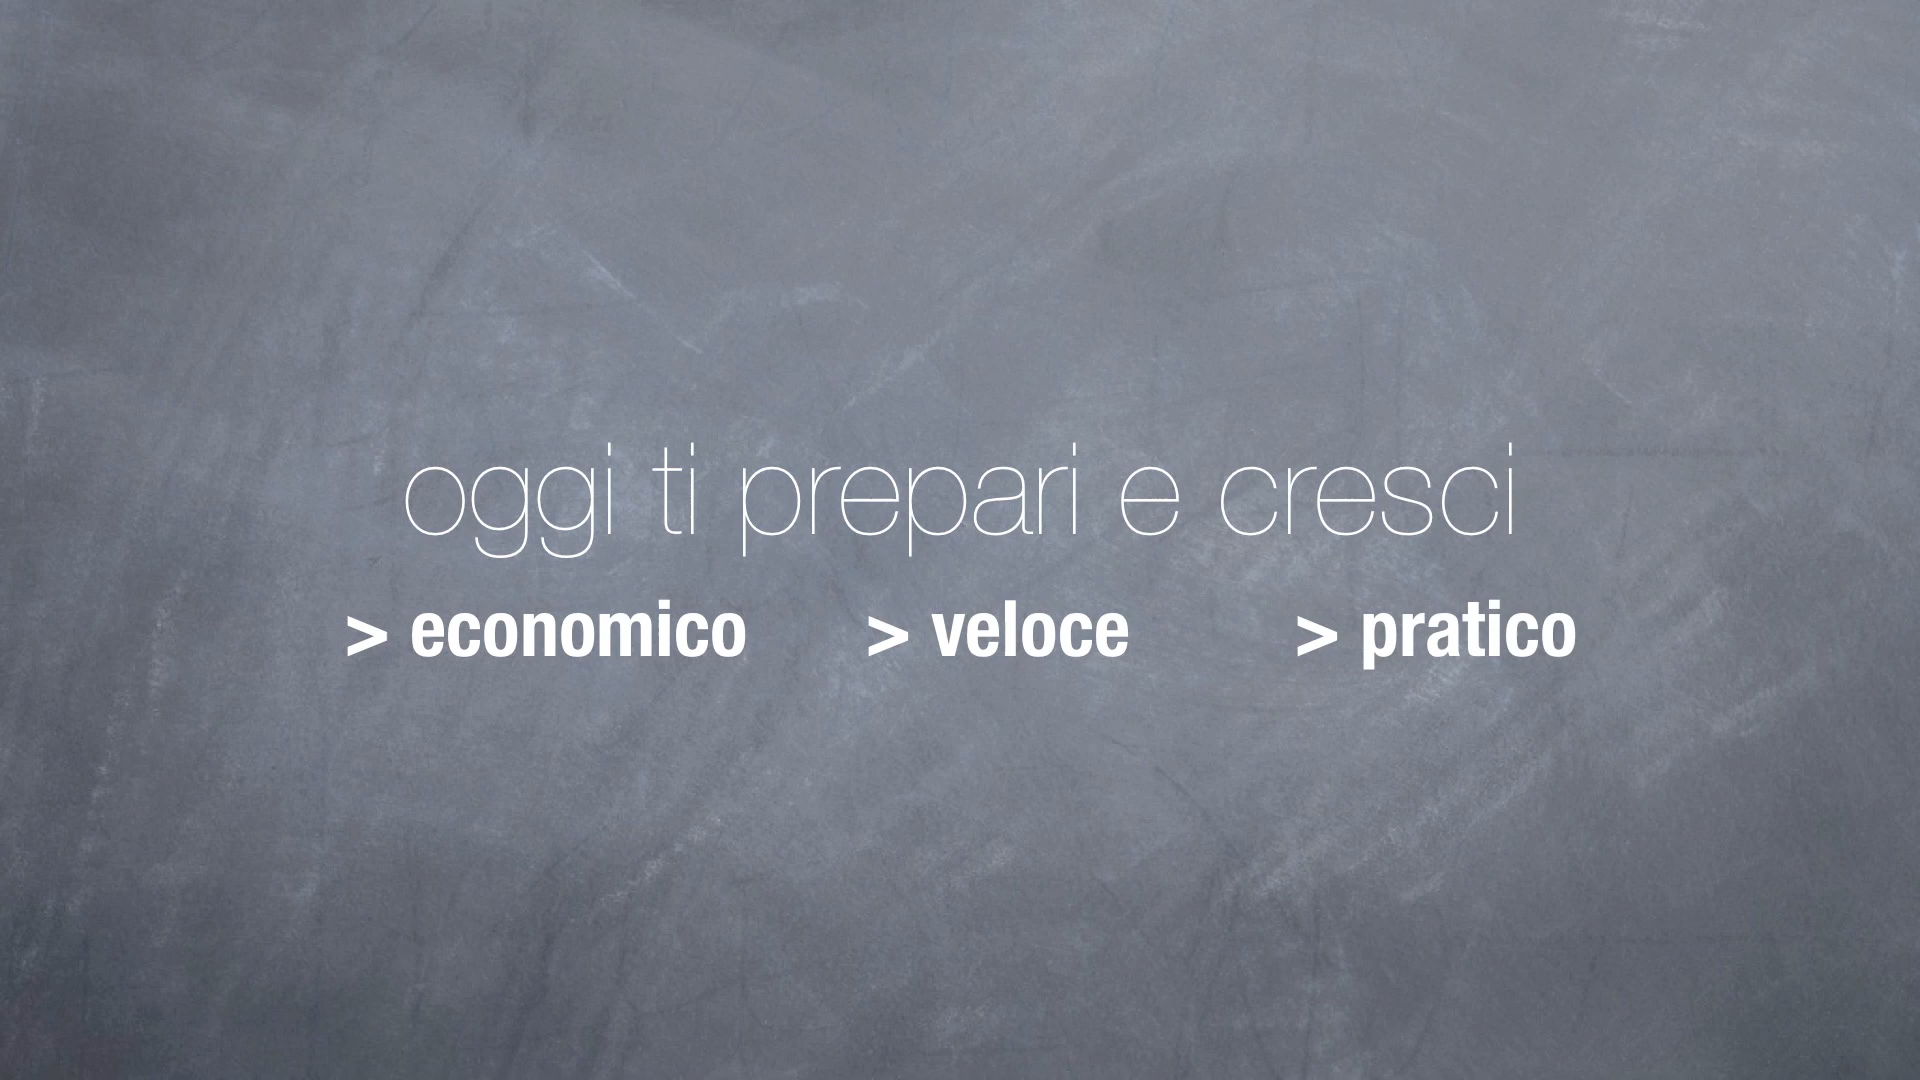 oggi ti prepari e cresci
> economico > veloce > pratico